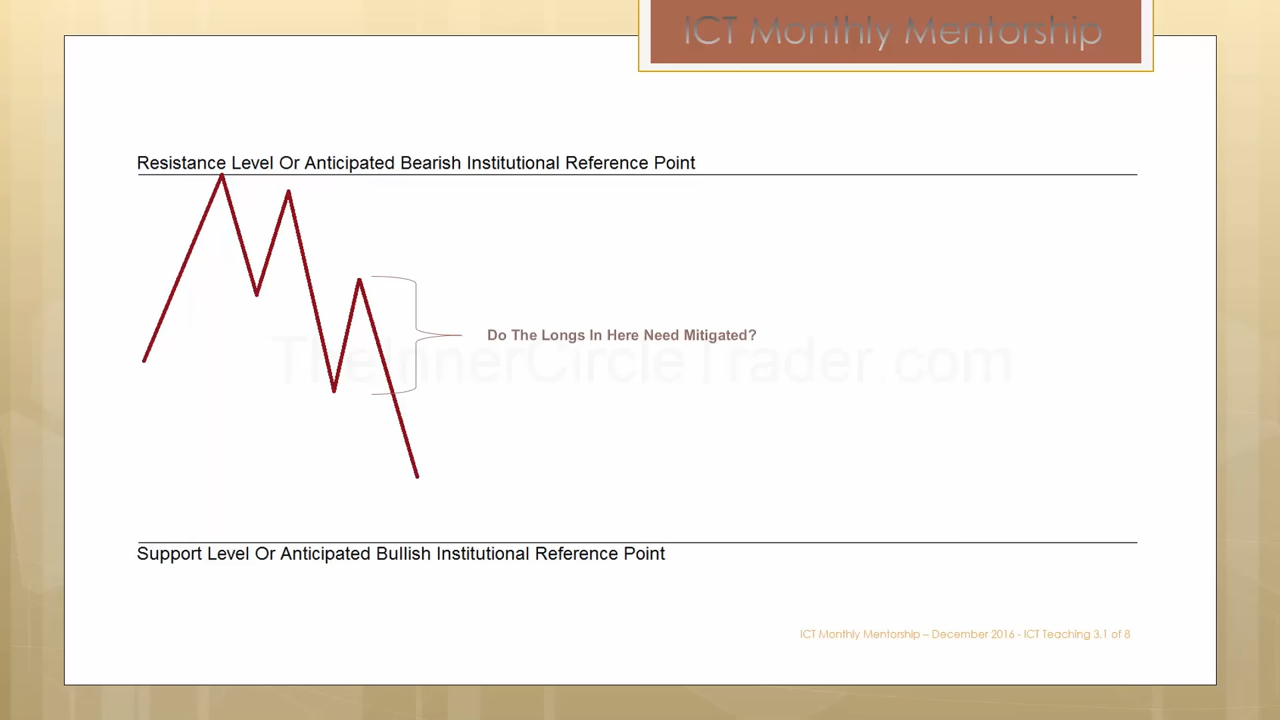 ICT Monthly Mentorship
Resistance Level Or Anticipated Bearish Institutional Reference Point
Do The Longs In Here Need Mitigated?
TheInnerCircleTrader.com
Support Level Or Anticipated Bullish Institutional Reference Point
ICT Monthly Mentorship – December 2016 - ICT Teaching 3.1 of 8